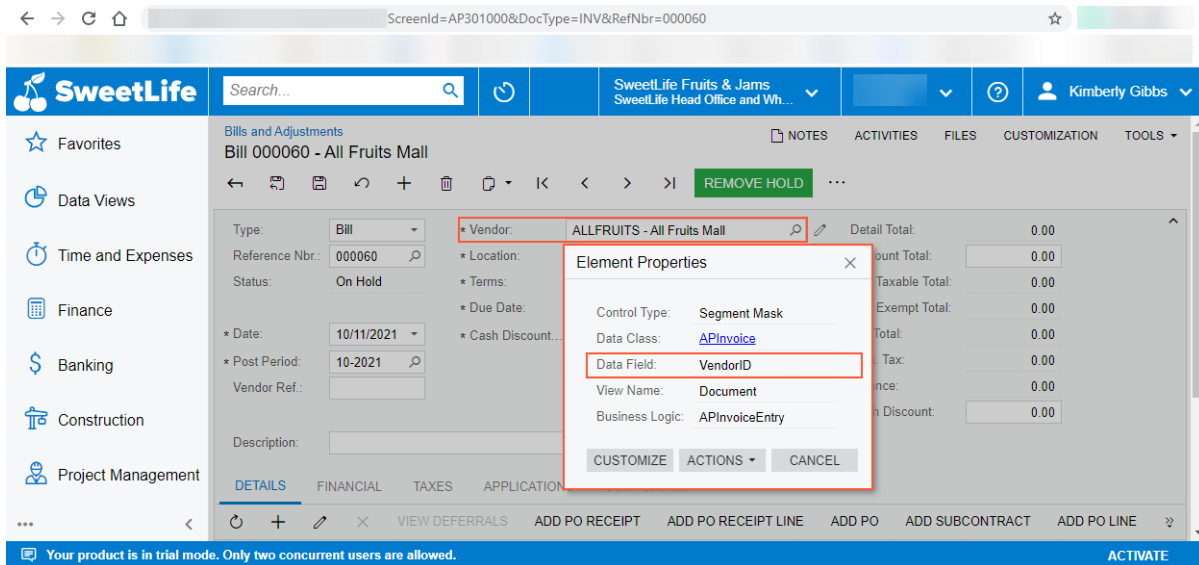 ScreenId=AP301000&DocType=INV&RefNbr=000060
SweetLife
Search...
SweetLife Fruits & Jams
SweetLife Head Office and Wh...
Kimberly Gibbs
Favorites
Data Views
Time and Expenses
Finance
Banking
Construction
Project Management
Bills and Adjustments
Bill 000060 - All Fruits Mall
NOTES ACTIVITIES FILES CUSTOMIZATION TOOLS
REMOVE HOLD
Type: Bill
Reference Nbr.: 000060
Status: On Hold
* Date: 10/11/2021
* Post Period: 10-2021
Vendor Ref.:
Description:
* Vendor: ALLFRUITS - All Fruits Mall
* Location:
* Terms:
* Due Date:
* Cash Discount...
Detail Total: 0.00
ount Total: 0.00
Taxable Total: 0.00
Exempt Total: 0.00
Total: 0.00
. Tax: 0.00
nce: 0.00
n Discount: 0.00
Element Properties
Control Type: Segment Mask
Data Class: APInvoice
Data Field: VendorID
View Name: Document
Business Logic: APInvoiceEntry
CUSTOMIZE ACTIONS CANCEL
DETAILS FINANCIAL TAXES APPLICATION
VIEW DEFERRALS ADD PO RECEIPT ADD PO RECEIPT LINE ADD PO ADD SUBCONTRACT ADD PO LINE
Your product is in trial mode. Only two concurrent users are allowed.
ACTIVATE